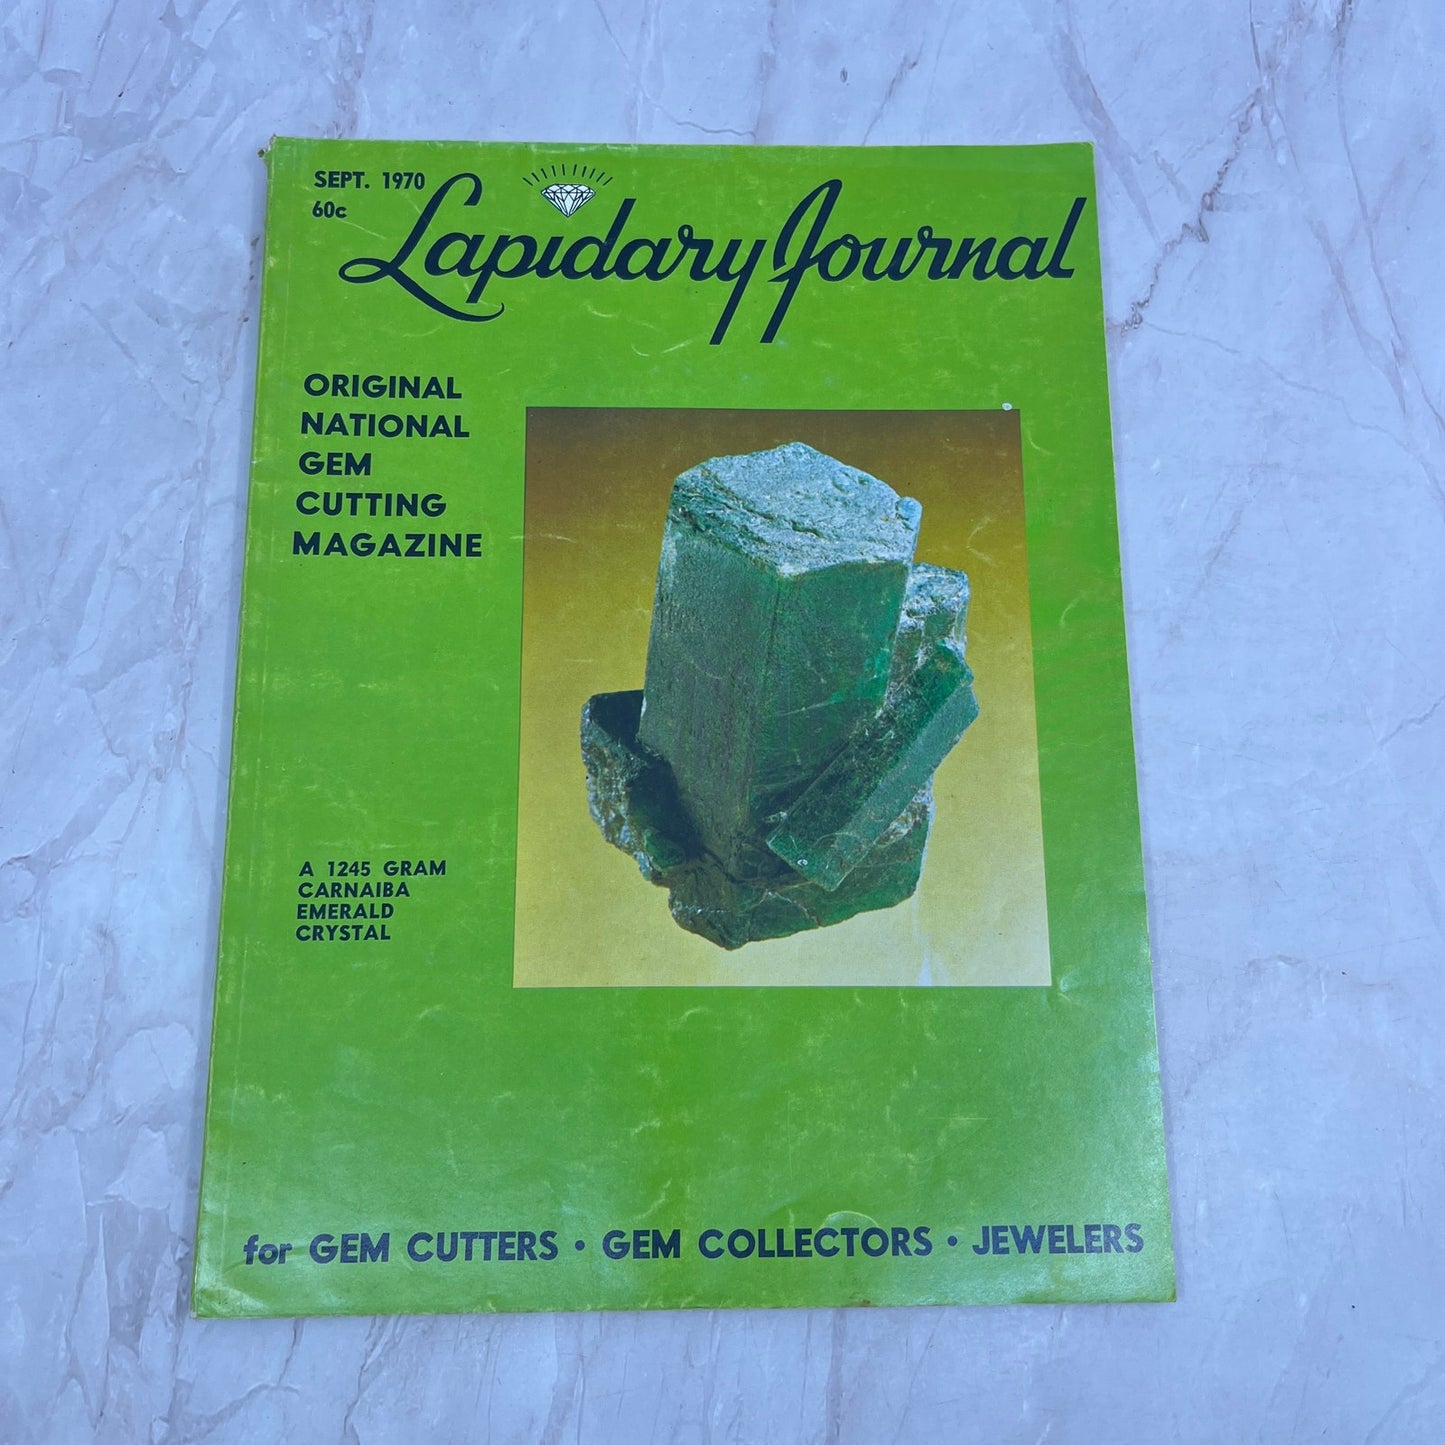 SEPT. 1970
60c
Lapidary Journal
ORIGINAL
NATIONAL
GEM
CUTTING
MAGAZINE
A 1245 GRAM
CARNAIBA
EMERALD
CRYSTAL
for GEM CUTTERS • GEM COLLECTORS • JEWELERS